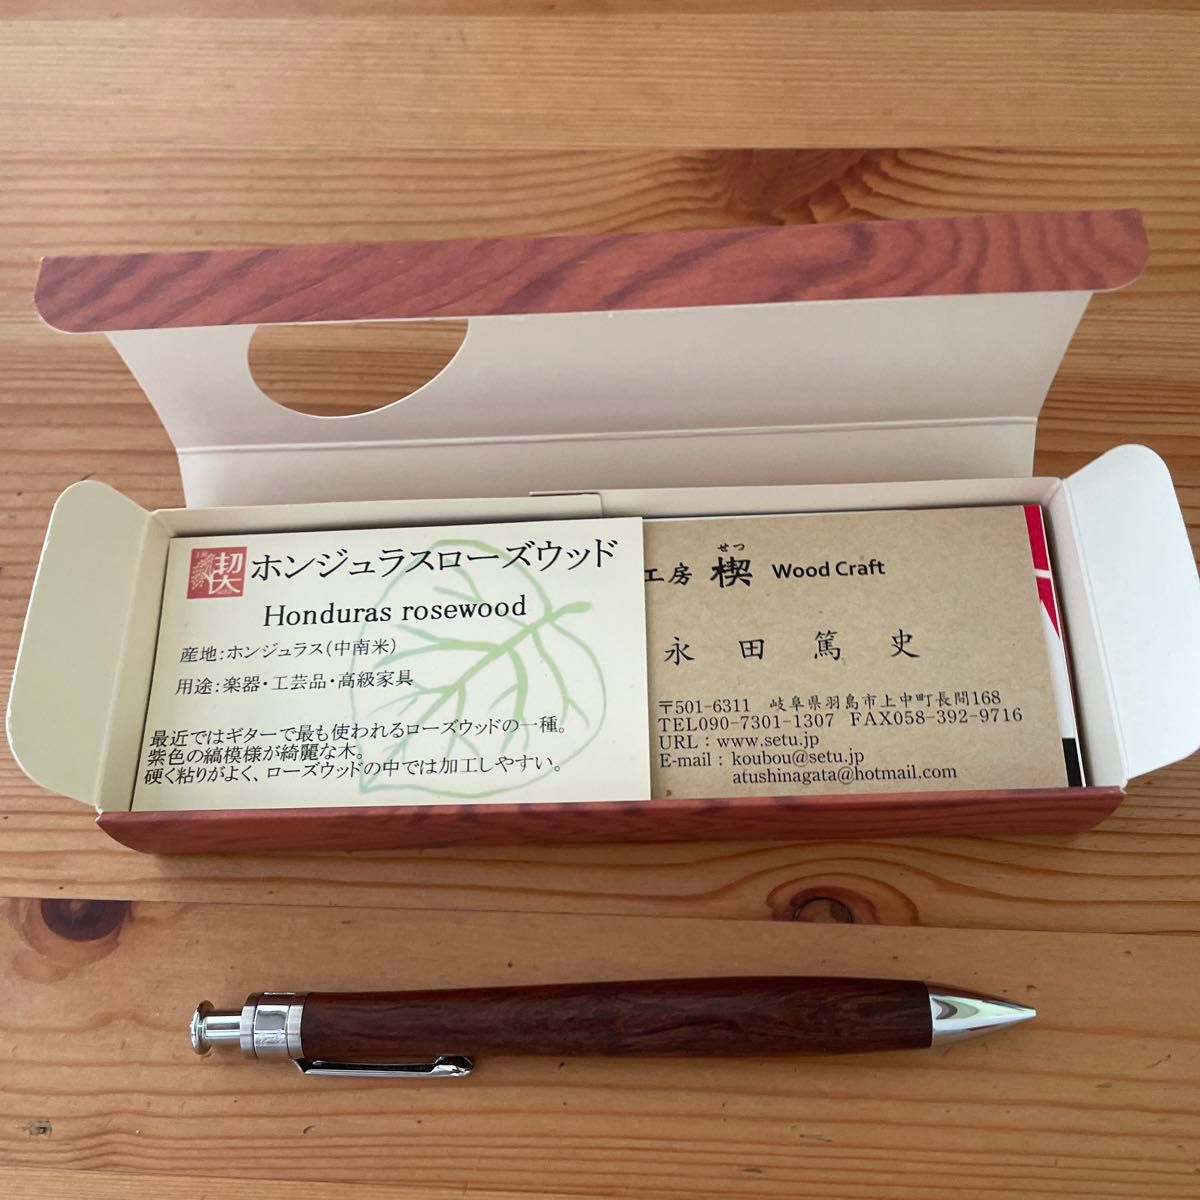 ホンジュラスローズウッド
Honduras rosewood
産地:ホンジュラス(中南米)
用途:楽器・工芸品・高級家具
最近ではギターで最も使われるローズウッドの一種。
紫色の縞模様が綺麗な木。
硬く粘りがよく、ローズウッドの中では加工しやすい。
せつ
工房 楔 Wood Craft
永田篤史
〒501-6311 岐阜県羽島市上中町長間168
TEL090-7301-1307 FAX058-392-9716
URL : www.setu.jp
E-mail : koubou@setu.jp
atushinagata@hotmail.com